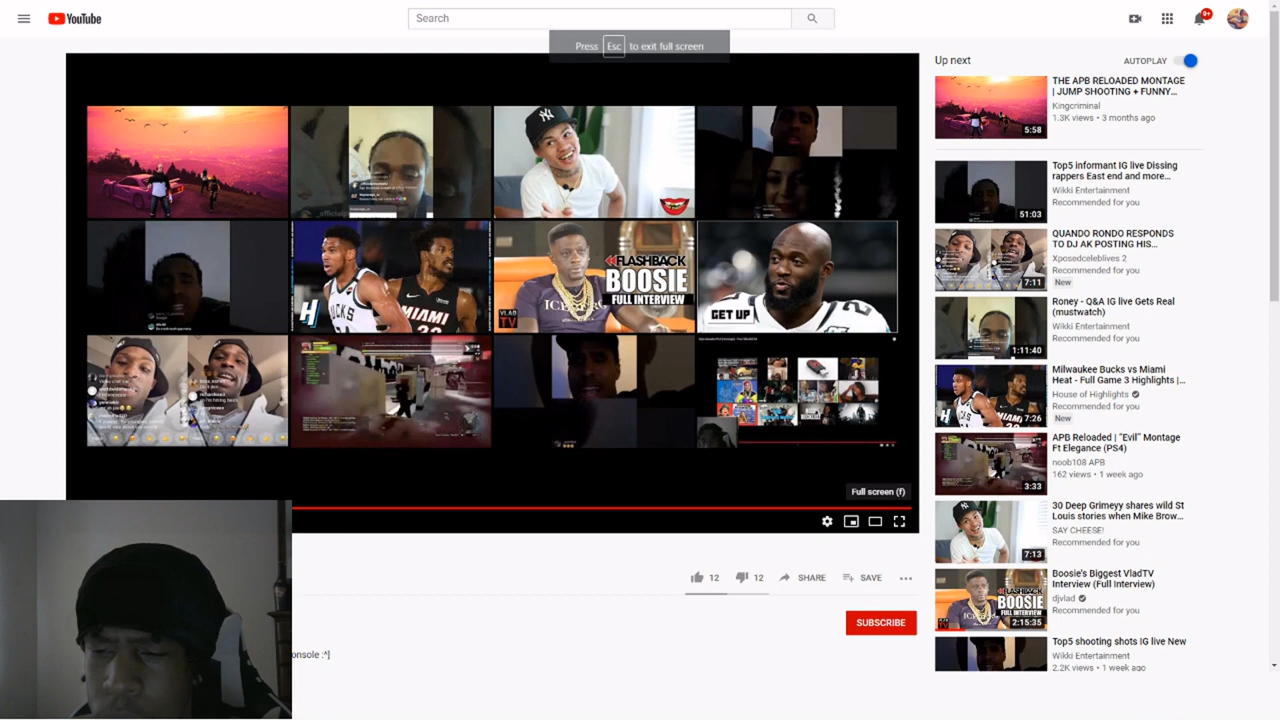 YouTube
Search
9+
Press Esc to exit full screen
FLASHBACK
BOOSIE
FULL INTERVIEW
VLAD TV
MIAMI
GET UP
Full screen (f)
12
12
SHARE
SAVE
SUBSCRIBE
onsole :^]
Up next
AUTOPLAY
THE APB RELOADED MONTAGE
| JUMP SHOOTING + FUNNY...
Kingcriminal
1.3K views • 3 months ago
5:58
Top5 informant IG live Dissing
rappers East end and more...
Wikki Entertainment
Recommended for you
51:03
QUANDO RONDO RESPONDS
TO DJ AK POSTING HIS...
Xposedceleblives 2
Recommended for you
7:11
New
Roney - Q&A IG live Gets Real
(mustwatch)
Wikki Entertainment
Recommended for you
1:11:40
Milwaukee Bucks vs Miami
Heat - Full Game 3 Highlights |...
House of Highlights
Recommended for you
7:26
New
APB Reloaded | "Evil" Montage
Ft Elegance (PS4)
noob108 APB
162 views • 1 week ago
3:33
30 Deep Grimeyy shares wild St
Louis stories when Mike Brow...
SAY CHEESE!
Recommended for you
7:13
Boosie's Biggest VladTV
Interview (Full Interview)
djvlad
Recommended for you
FLASHBACK
BOOSIE
FULL INTERVIEW
2:15:35
Top5 shooting shots IG live New
Wikki Entertainment
2.2K views • 1 week ago